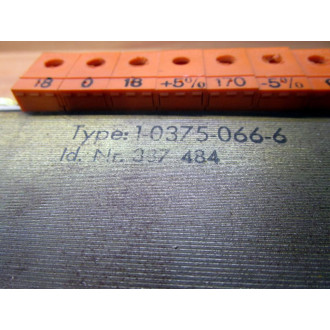 18 0 18 +5% 170 -5%
Type: 1-0375-066-6
Id. Nr. 337 484